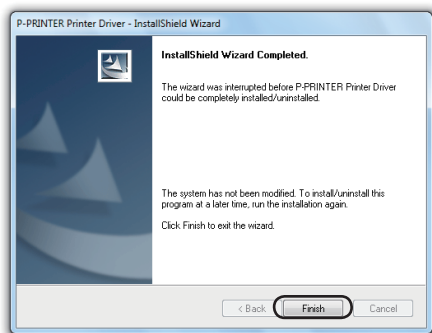 P-PRINTER Printer Driver - InstallShield Wizard
InstallShield Wizard Completed.
The wizard was interrupted before P-PRINTER Printer Driver
could be completely installed/uninstalled.
The system has not been modified. To install/uninstall this
program at a later time, run the installation again.
Click Finish to exit the wizard.
< Back Finish Cancel